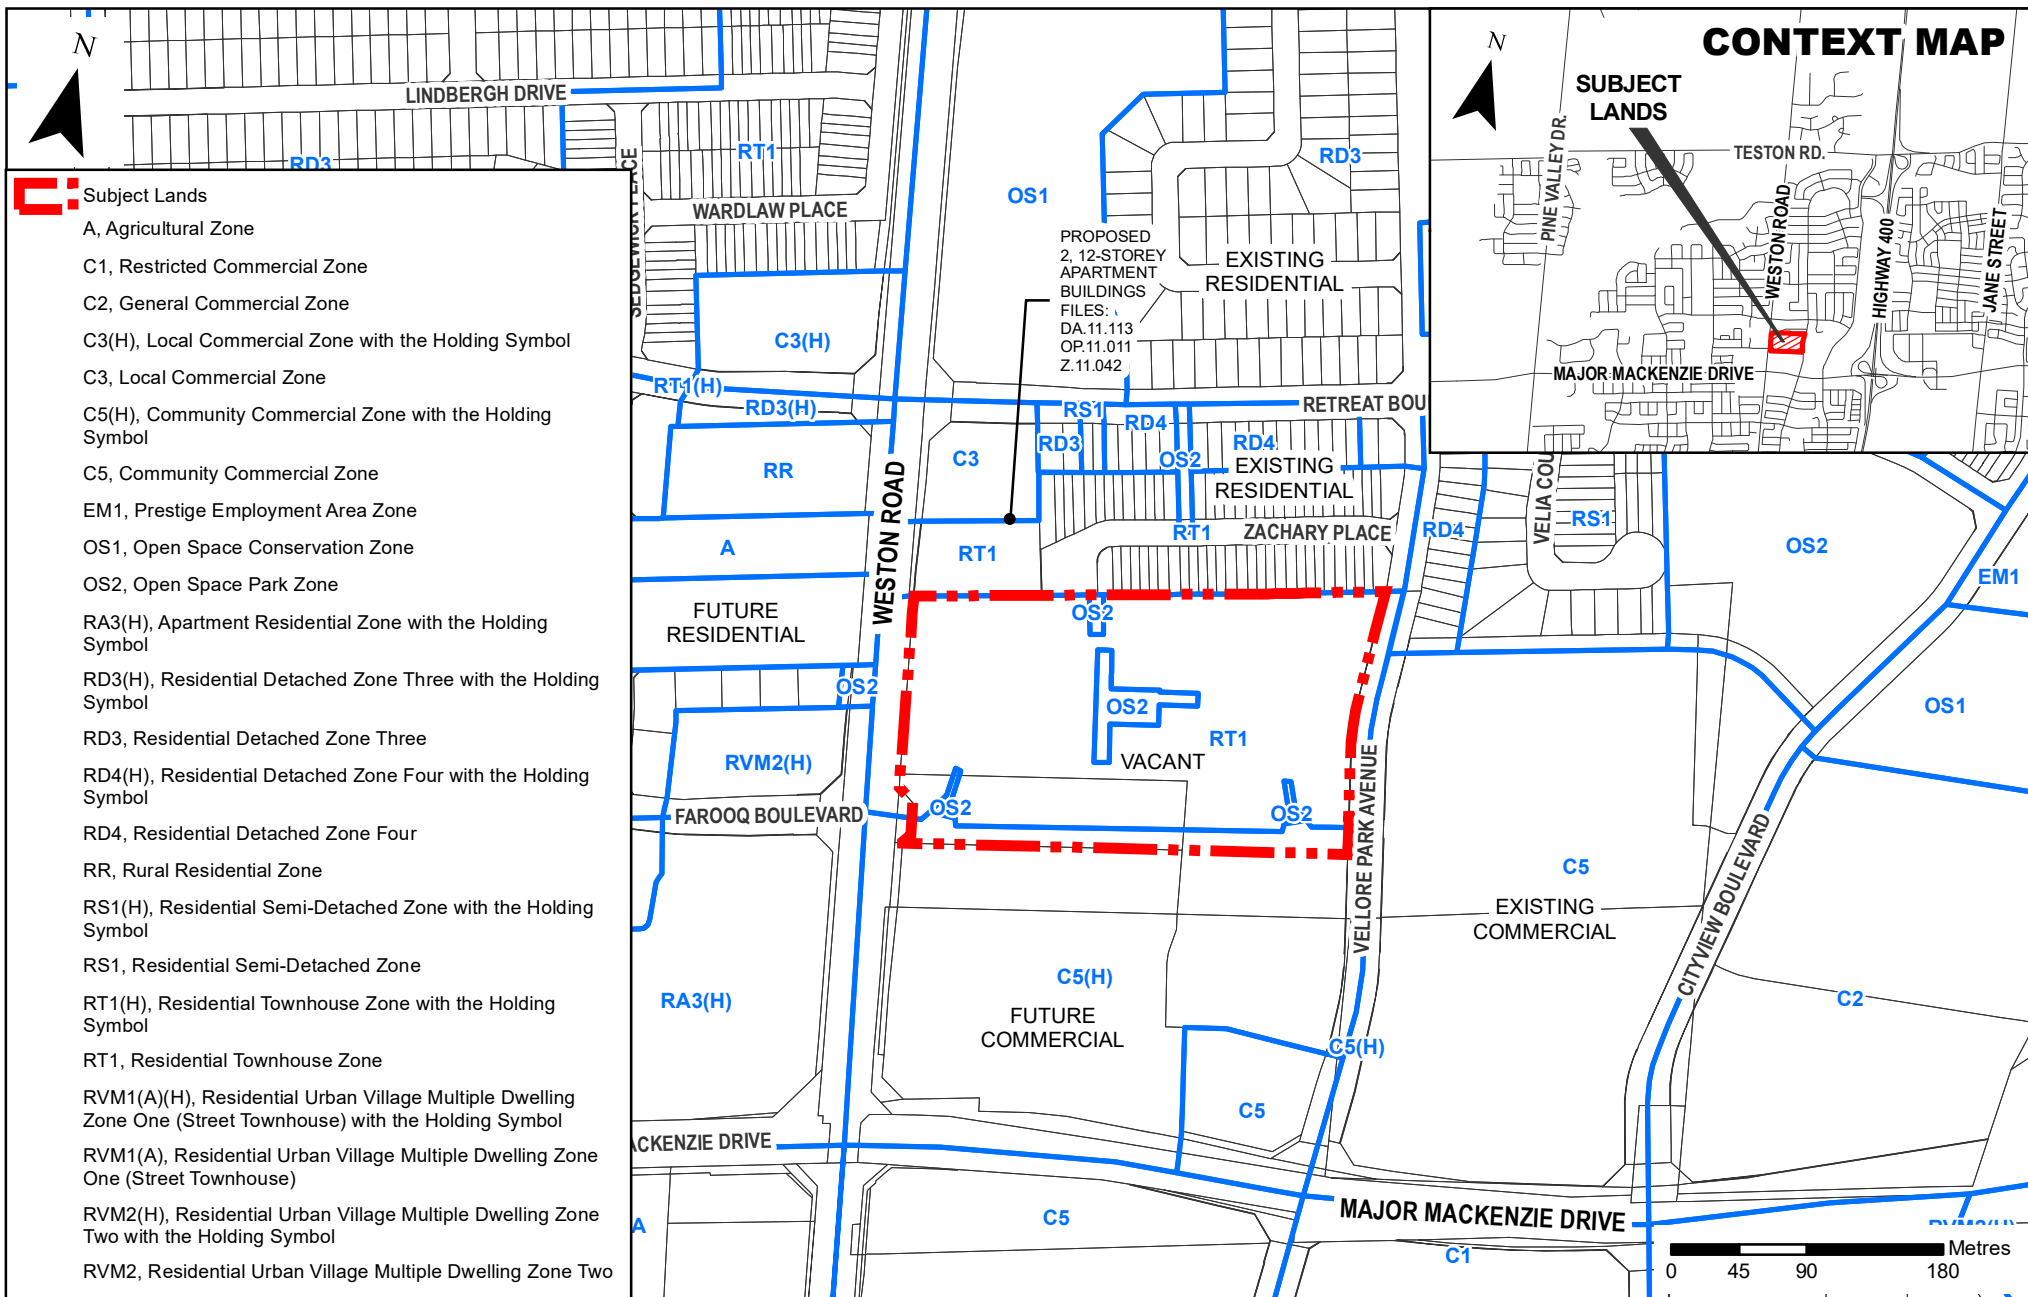 N
LINDBERGH DRIVE
RD3
RT1
SEDGEWICK PLACE
WARDLAW PLACE
OS1
RD3
PROPOSED
2, 12-STOREY
APARTMENT
BUILDINGS
FILES:
DA.11.113
OP.11.011
Z.11.042
EXISTING
RESIDENTIAL
C3(H)
RT1(H)
RD3(H)
RS1
RD4
RETREAT BOU
RD3
RD4
OS2
EXISTING
RESIDENTIAL
C3
RR
WESTON ROAD
A
RT1
RT1
ZACHARY PLACE
RD4
VELIA COU
RS1
OS2
EM1
FUTURE
RESIDENTIAL
OS2
OS2
OS2
RT1
VACANT
OS1
RVM2(H)
OS2
OS2
FAROOQ BOULEVARD
VELLORE PARK AVENUE
C5
EXISTING
COMMERCIAL
CITYVIEW BOULEVARD
C2
RA3(H)
C5(H)
FUTURE
COMMERCIAL
C5(H)
C5
ACKENZIE DRIVE
MAJOR MACKENZIE DRIVE
A
C5
C1
RVM2(H)
Metres
0 45 90 180
CONTEXT MAP
N
SUBJECT
LANDS
PINE VALLEY DR.
TESTON RD.
WESTON ROAD
HIGHWAY 400
JANE STREET
MAJOR MACKENZIE DRIVE
Subject Lands
A, Agricultural Zone
C1, Restricted Commercial Zone
C2, General Commercial Zone
C3(H), Local Commercial Zone with the Holding Symbol
C3, Local Commercial Zone
C5(H), Community Commercial Zone with the Holding
Symbol
C5, Community Commercial Zone
EM1, Prestige Employment Area Zone
OS1, Open Space Conservation Zone
OS2, Open Space Park Zone
RA3(H), Apartment Residential Zone with the Holding
Symbol
RD3(H), Residential Detached Zone Three with the Holding
Symbol
RD3, Residential Detached Zone Three
RD4(H), Residential Detached Zone Four with the Holding
Symbol
RD4, Residential Detached Zone Four
RR, Rural Residential Zone
RS1(H), Residential Semi-Detached Zone with the Holding
Symbol
RS1, Residential Semi-Detached Zone
RT1(H), Residential Townhouse Zone with the Holding
Symbol
RT1, Residential Townhouse Zone
RVM1(A)(H), Residential Urban Village Multiple Dwelling
Zone One (Street Townhouse) with the Holding Symbol
RVM1(A), Residential Urban Village Multiple Dwelling Zone
One (Street Townhouse)
RVM2(H), Residential Urban Village Multiple Dwelling Zone
Two with the Holding Symbol
RVM2, Residential Urban Village Multiple Dwelling Zone Two